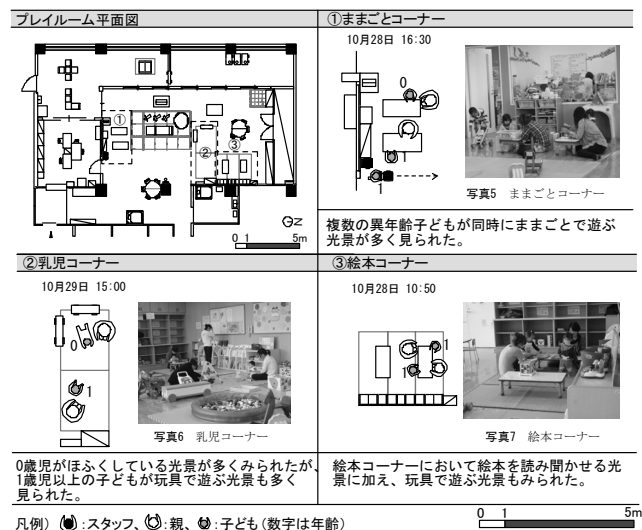 プレイルーム平面図
①
②
③
0 1 5m
①ままごとコーナー
10月28日 16:30
0
1
1
写真5 ままごとコーナー
複数の異年齢子どもが同時にままごとで遊ぶ
光景が多く見られた。
②乳児コーナー
10月29日 15:00
0
1
写真6 乳児コーナー
0歳児がほふくしている光景が多くみられたが、
1歳児以上の子どもが玩具で遊ぶ光景も多く
見られた。
③絵本コーナー
10月28日 10:50
1
1
写真7 絵本コーナー
絵本コーナーにおいて絵本を読み聞かせる光
景に加え、玩具で遊ぶ光景もみられた。
凡例) :スタッフ、 :親、 :子ども(数字は年齢)
0 1 5m